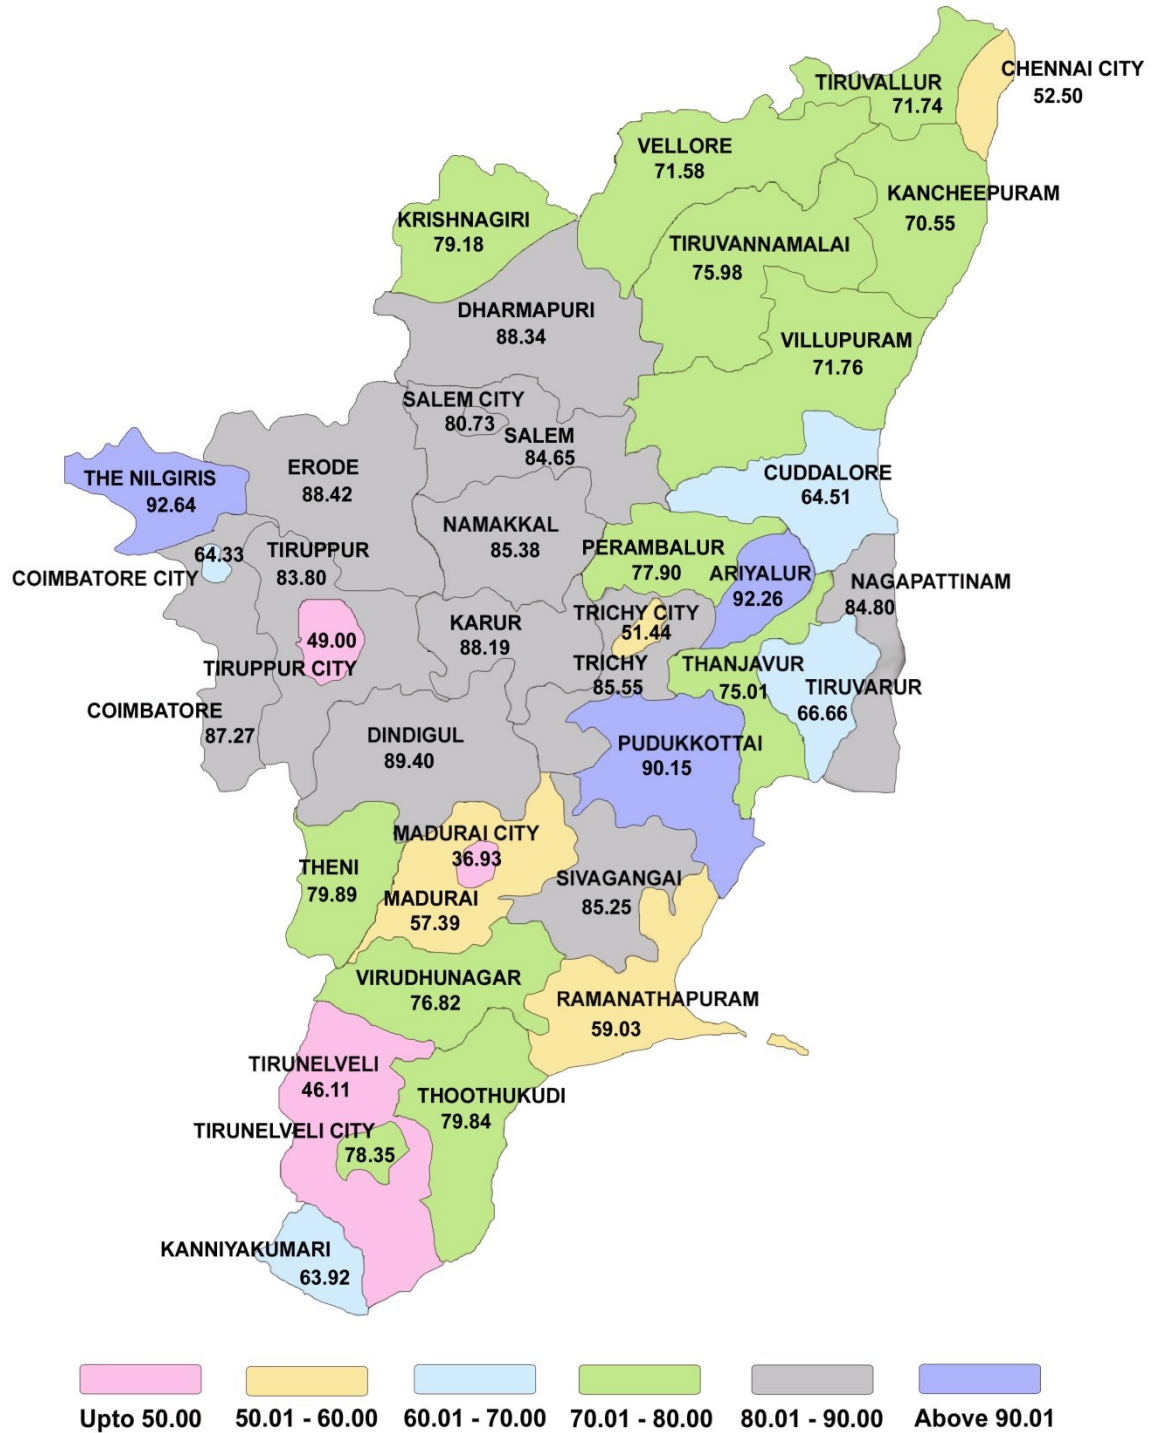 CHENNAI CITY
52.50
TIRUVALLUR
71.74
VELLORE
71.58
KANCHEEPURAM
70.55
KRISHNAGIRI
79.18
TIRUVANNAMALAI
75.98
DHARMAPURI
88.34
VILLUPURAM
71.76
SALEM CITY
80.73
SALEM
84.65
THE NILGIRIS
92.64
ERODE
88.42
CUDDALORE
64.51
NAMAKKAL
85.38
64.33
COIMBATORE CITY
TIRUPPUR
83.80
PERAMBALUR
77.90
ARIYALUR
92.26
NAGAPATTINAM
84.80
49.00
TIRUPPUR CITY
KARUR
88.19
TRICHY CITY
51.44
TRICHY
85.55
THANJAVUR
75.01
TIRUVARUR
66.66
COIMBATORE
87.27
DINDIGUL
89.40
PUDUKKOTTAI
90.15
MADURAI CITY
36.93
THENI
79.89
MADURAI
57.39
SIVAGANGAI
85.25
VIRUDHUNAGAR
76.82
RAMANATHAPURAM
59.03
TIRUNELVELI
46.11
THOOTHUKUDI
79.84
TIRUNELVELI CITY
78.35
KANNIYAKUMARI
63.92
Upto 50.00
50.01 - 60.00
60.01 - 70.00
70.01 - 80.00
80.01 - 90.00
Above 90.01